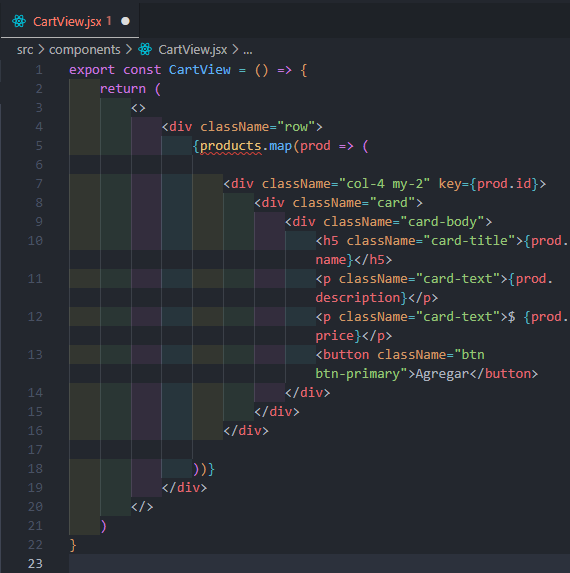 CartView.jsx 1 ●
src > components > CartView.jsx > ...
1 export const CartView = () => {
2 return (
3 <>
4 <div className="row">
5 {products.map(prod => (
6
7 <div className="col-4 my-2" key={prod.id}>
8 <div className="card">
9 <div className="card-body">
10 <h5 className="card-title">{prod.
name}</h5>
11 <p className="card-text">{prod.
description}</p>
12 <p className="card-text">$ {prod.
price}</p>
13 <button className="btn
btn-primary">Agregar</button>
14 </div>
15 </div>
16 </div>
17
18 ))}
19 </div>
20 </>
21 )
22 }
23